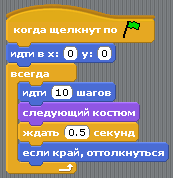 когда щелкнут по
идти в x: 0 y: 0
всегда
идти 10 шагов
следующий костюм
ждать 0.5 секунд
если край, оттолкнуться